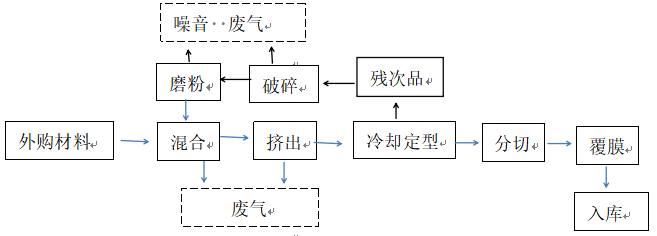 噪音··废气
磨粉
破碎
残次品
外购材料
混合
挤出
冷却定型
分切
覆膜
废气
入库